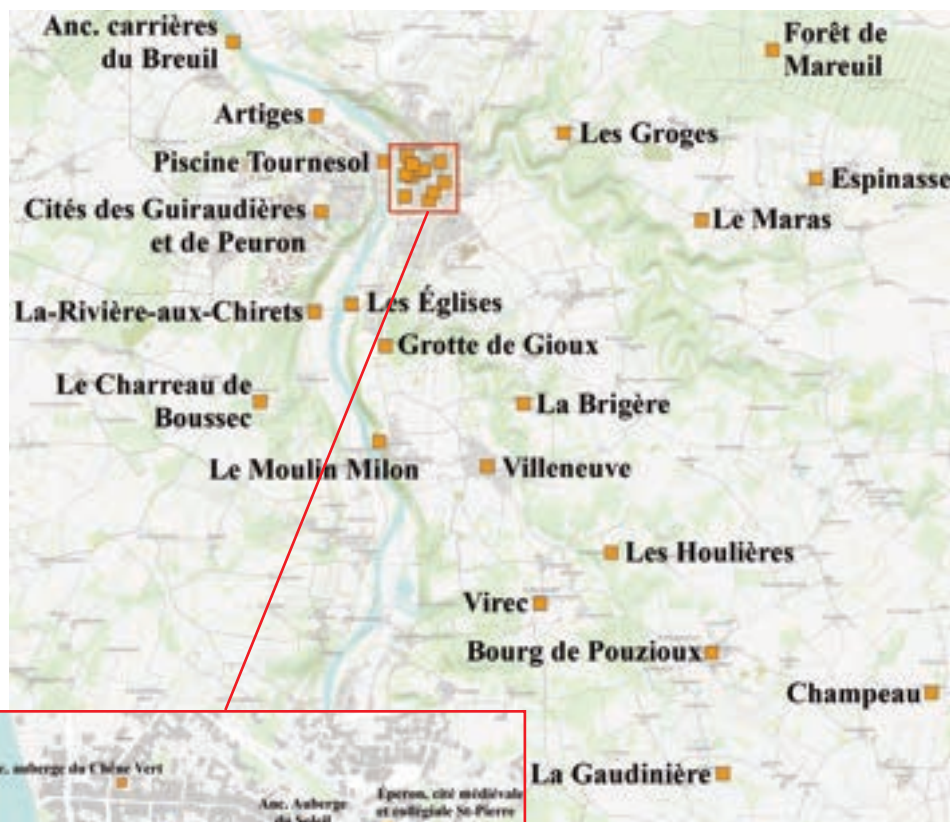 Anc. carrières
du Breuil
Forêt de
Mareuil
Artiges
Les Groges
Piscine Tournesol
Espinasse
Cités des Guiraudières
et de Peuron
Le Maras
La-Rivière-aux-Chirets
Les Églises
Grotte de Gioux
Le Charreau de
Boussec
La Brigère
Le Moulin Milon
Villeneuve
Les Houlières
Virec
Bourg de Pouzioux
Champeau
La Gaudinière
auberge du Chêne Vert
Anc. Auberge
du Soleil
Éperon, cité médiévale
et collégiale St-Pierre